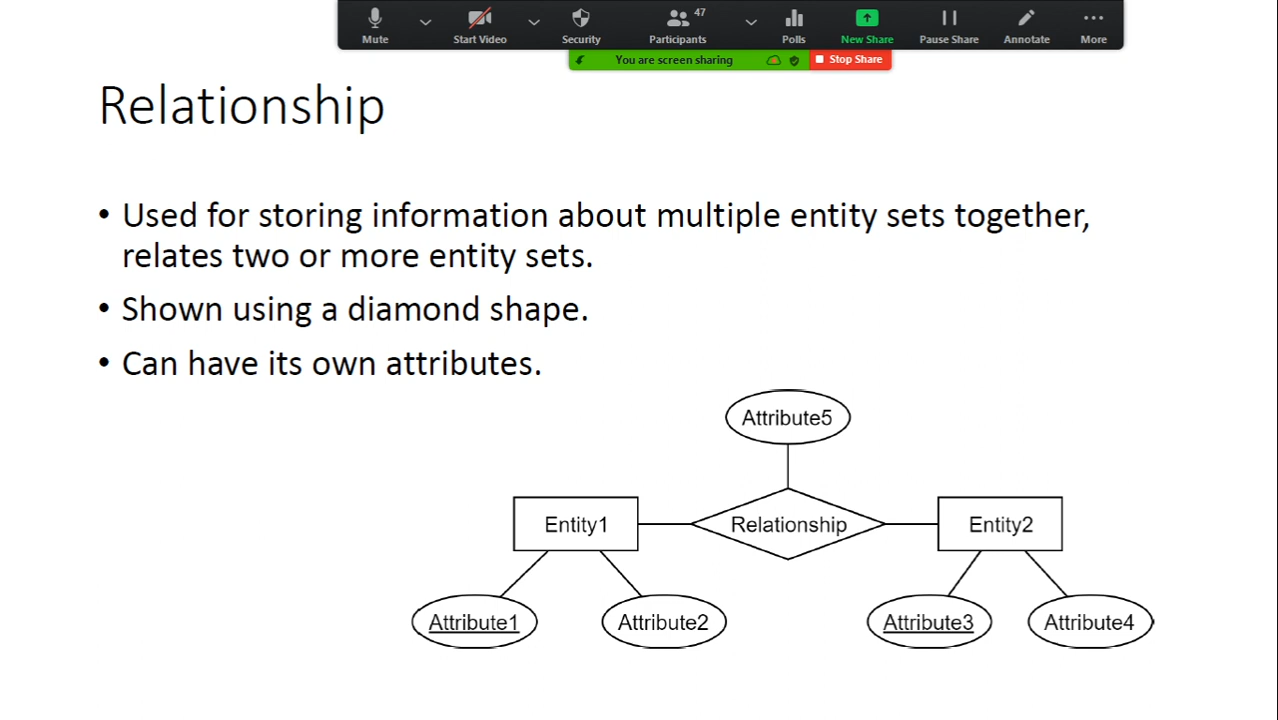 47
Mute Start Video Security Participants Polls New Share Pause Share Annotate More
You are screen sharing Stop Share
Relationship
• Used for storing information about multiple entity sets together,
relates two or more entity sets.
• Shown using a diamond shape.
• Can have its own attributes.
Attribute5
Entity1 Relationship Entity2
Attribute1 Attribute2 Attribute3 Attribute4